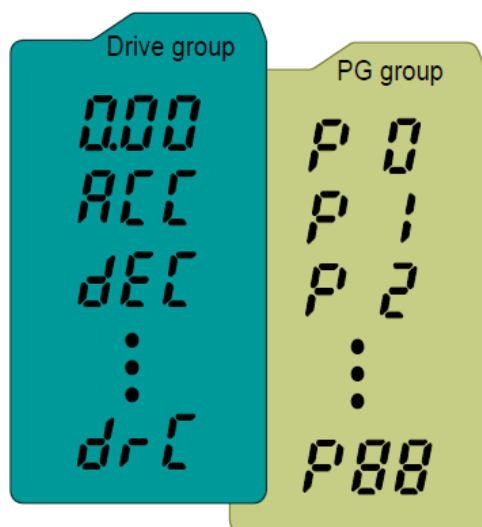 Drive group
0.00
ACC
dEC
drC
PG group
P 0
P 1
P 2
P88